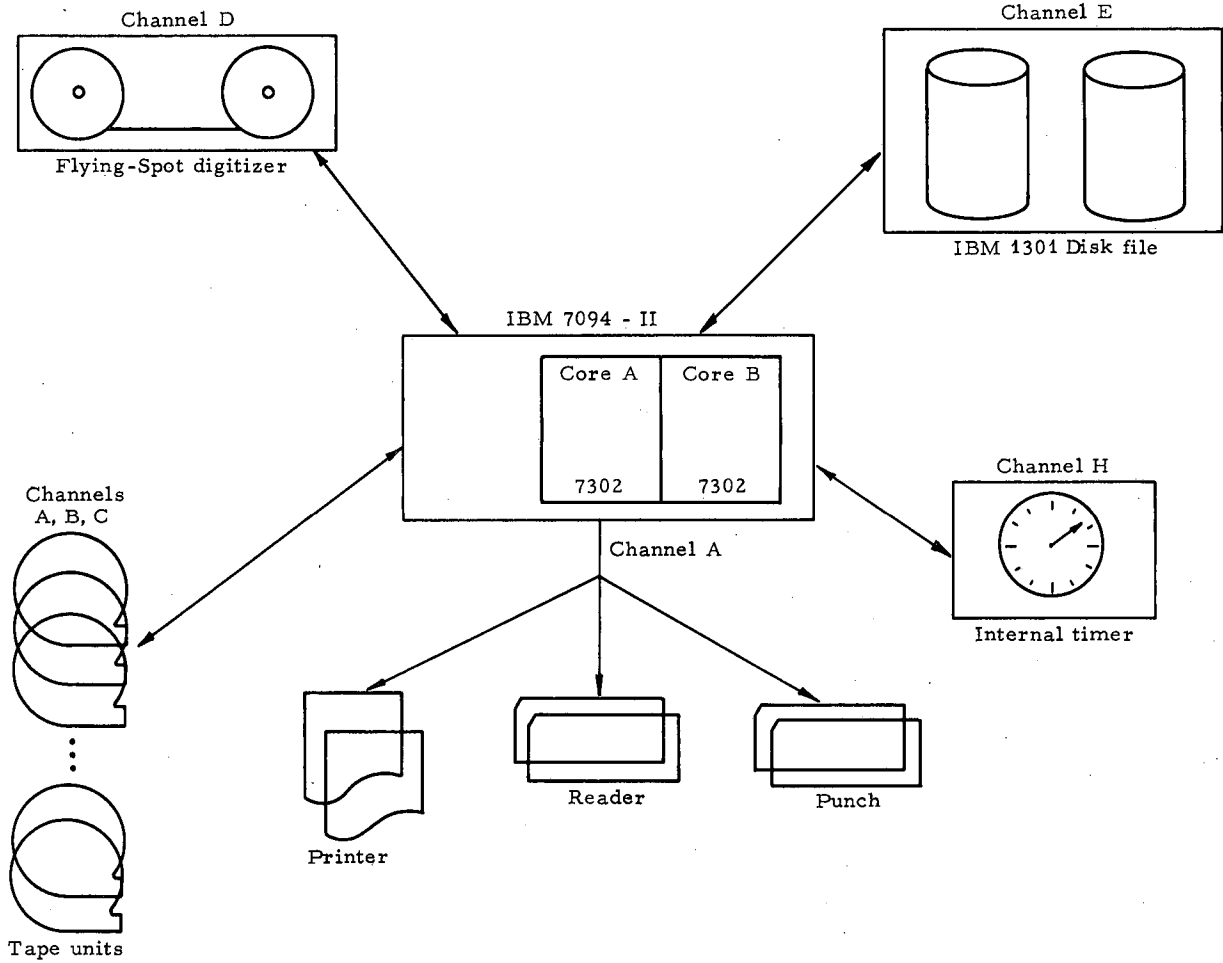 Channel D
Flying-Spot digitizer
Channel E
IBM 1301 Disk file
IBM 7094 - II
Core A
Core B
7302
7302
Channels
A, B, C
Tape units
Channel A
Channel H
Internal timer
Printer
Reader
Punch